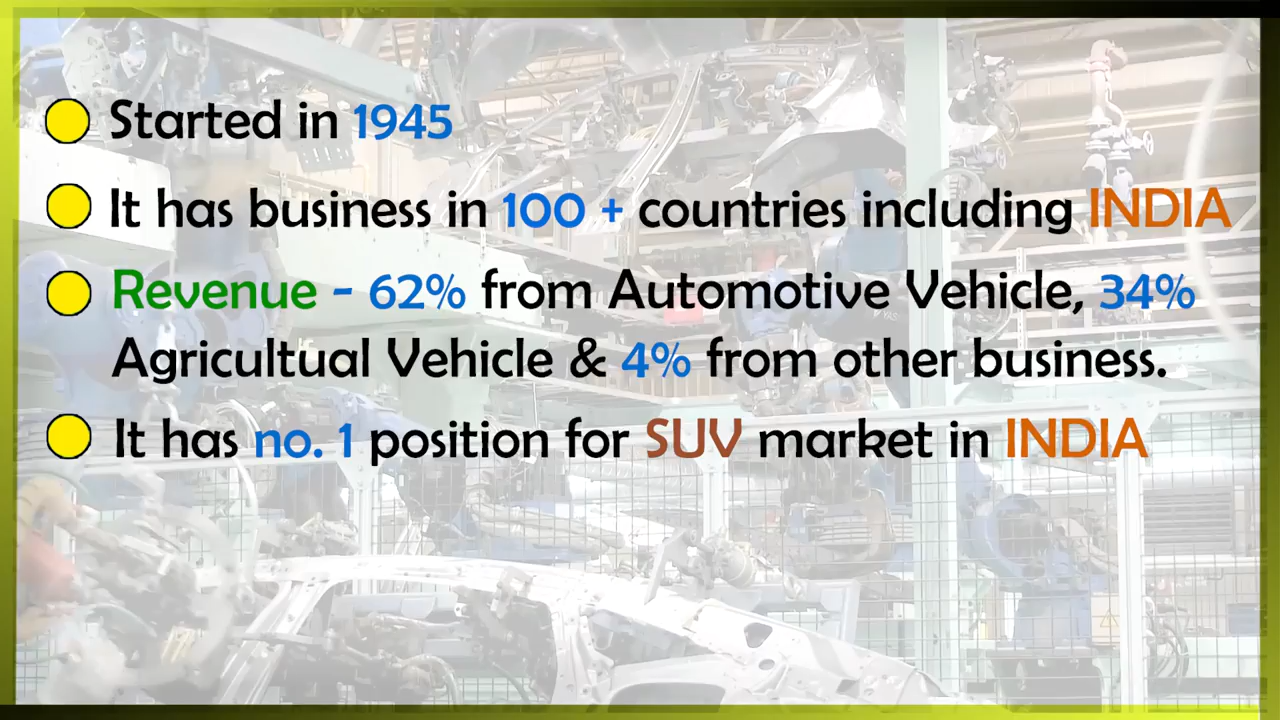 Started in 1945
It has business in 100 + countries including INDIA
Revenue - 62% from Automotive Vehicle, 34%
Agricultual Vehicle & 4% from other business.
It has no. 1 position for SUV market in INDIA